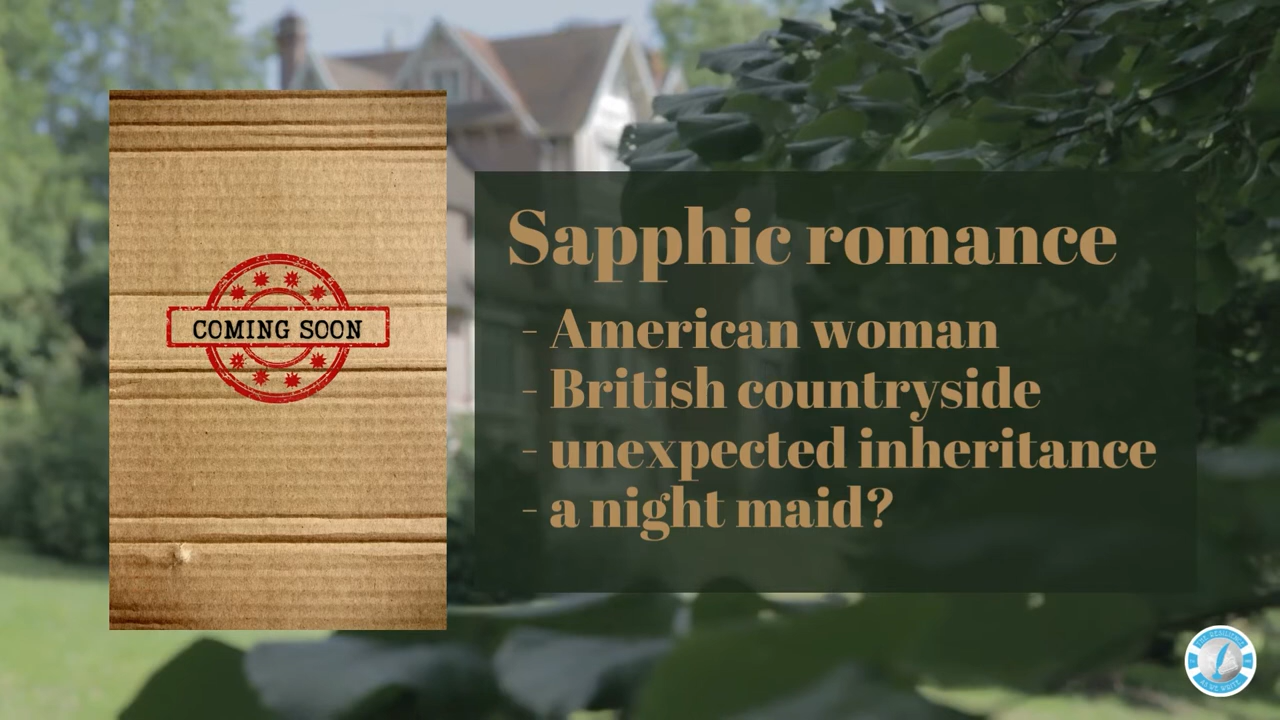 COMING SOON
Sapphic romance
- American woman
- British countryside
- unexpected inheritance
- a night maid?